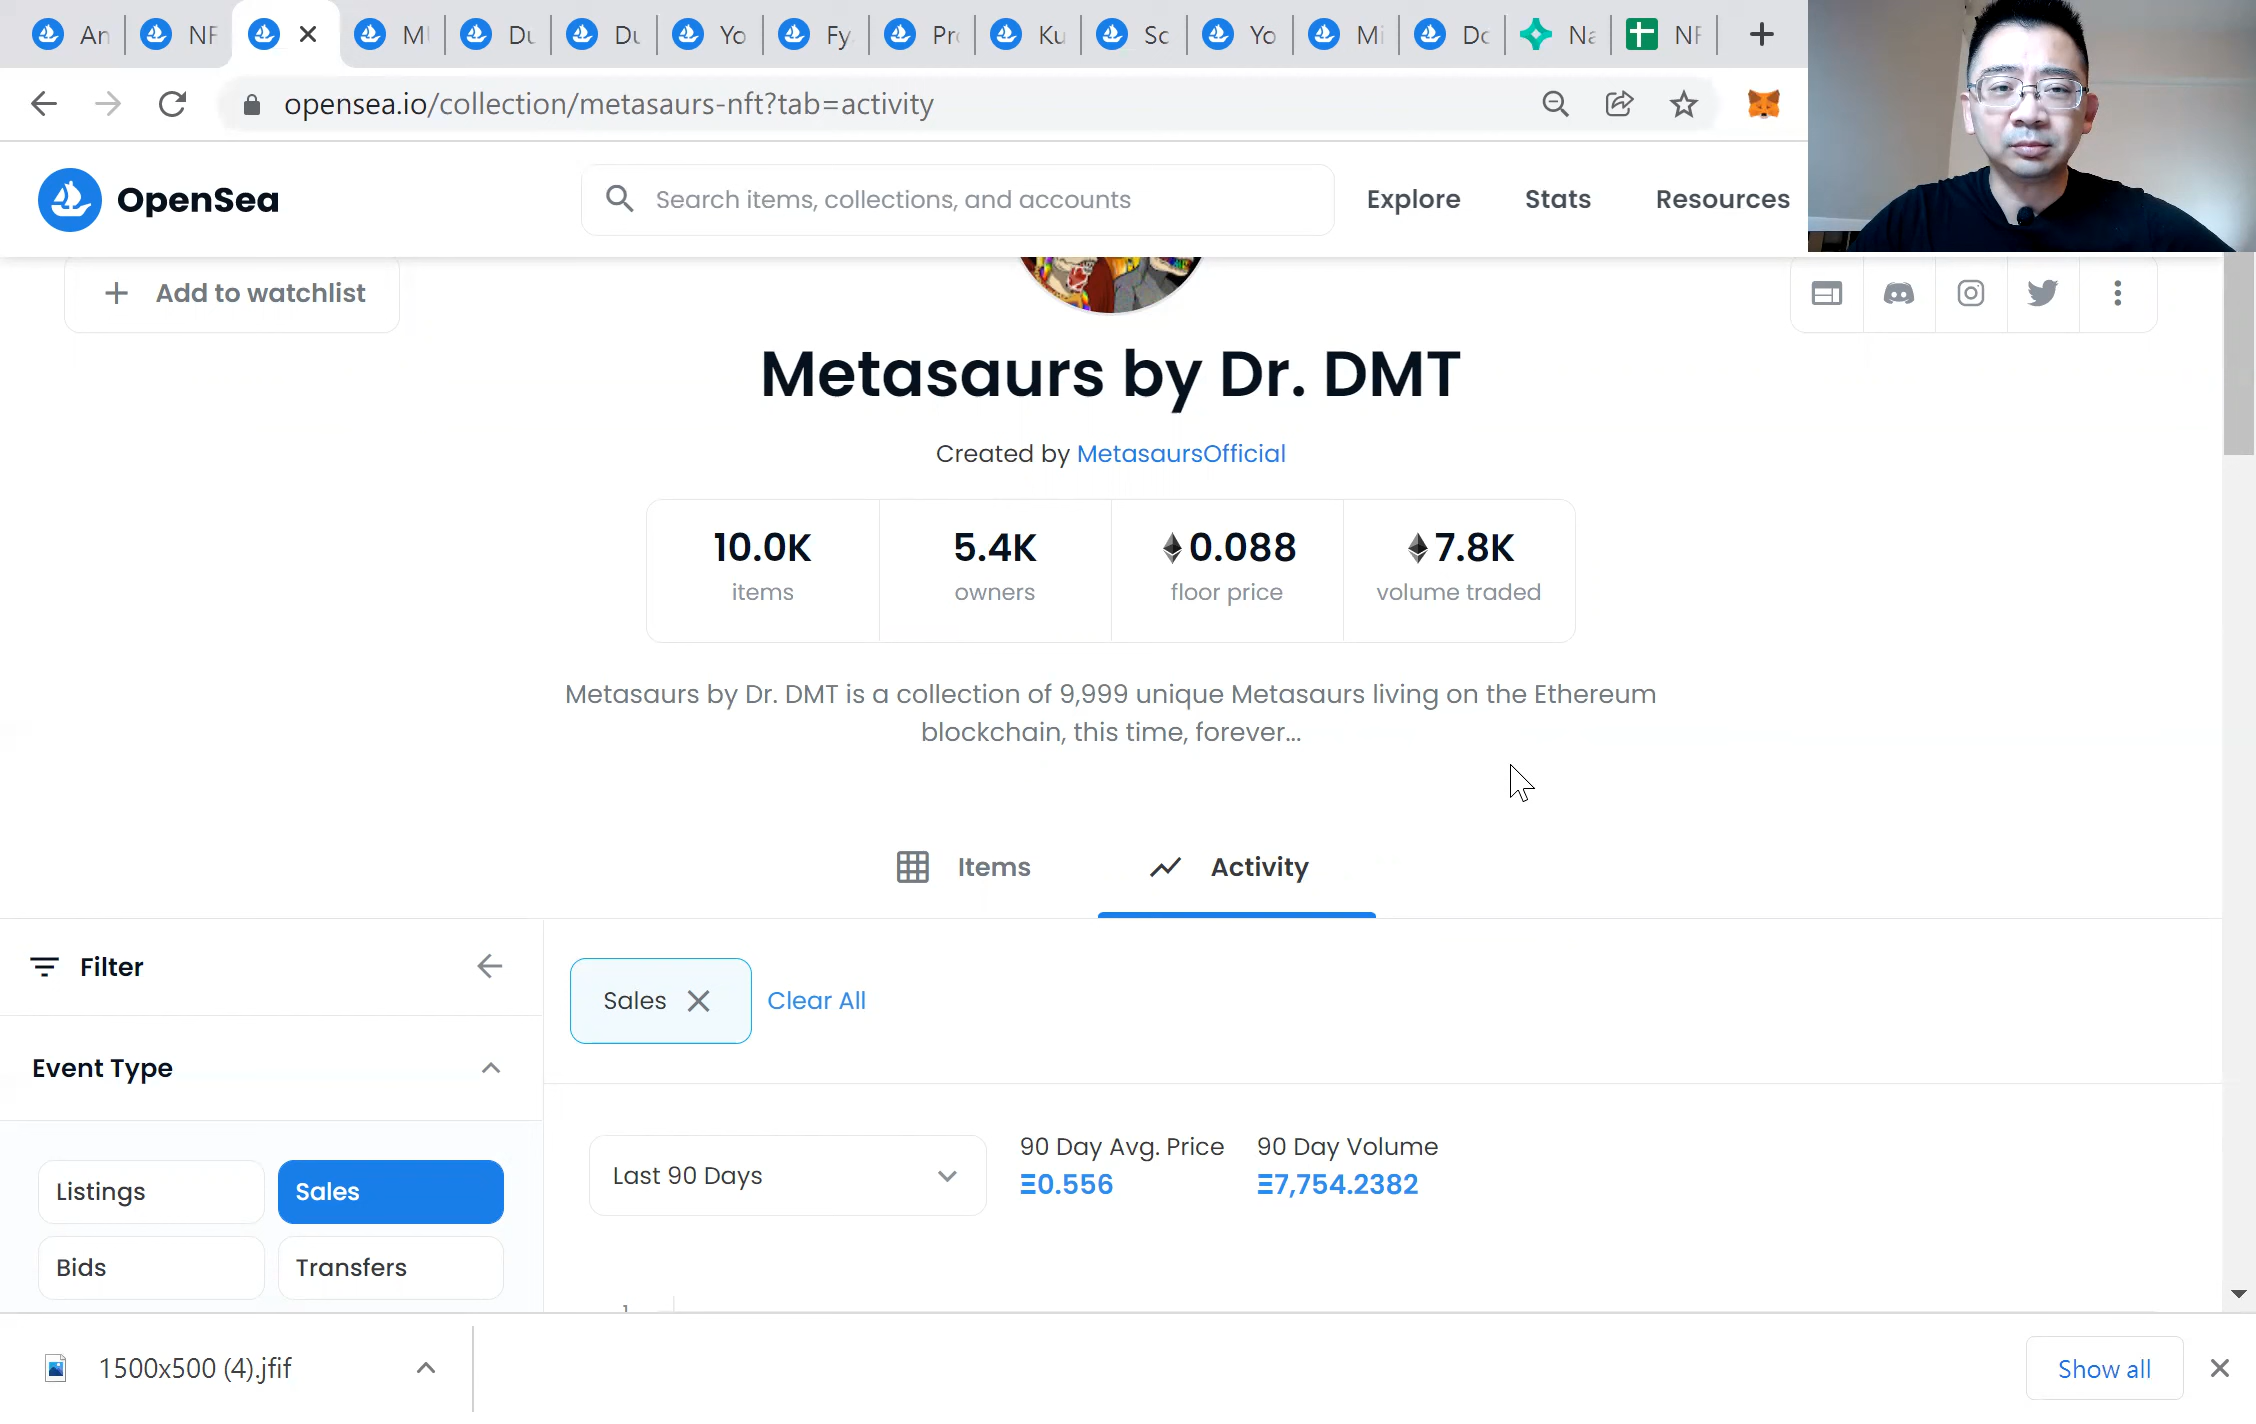 An
NF
M
Du
Du
Yo
Fy
Pr
Ku
Sc
Yo
Mi
Do
Na
NF
opensea.io/collection/metasaurs-nft?tab=activity
OpenSea
Search items, collections, and accounts
Explore
Stats
Resources
Add to watchlist
Metasaurs by Dr. DMT
Created by MetasaursOfficial
10.0K
items
5.4K
owners
0.088
floor price
7.8K
volume traded
Metasaurs by Dr. DMT is a collection of 9,999 unique Metasaurs living on the Ethereum
blockchain, this time, forever...
Items
Activity
Filter
Sales
Clear All
Event Type
Listings
Sales
Bids
Transfers
Last 90 Days
90 Day Avg. Price
Ξ0.556
90 Day Volume
Ξ7,754.2382
1500x500 (4).jfif
Show all